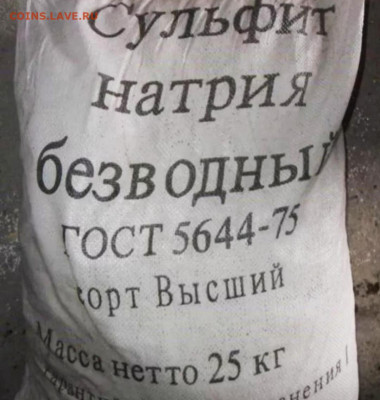 COINS.LAVE.RU
Сульфит
натрия
безводный
ГОСТ 5644-75
сорт Высший
Масса нетто 25 кг